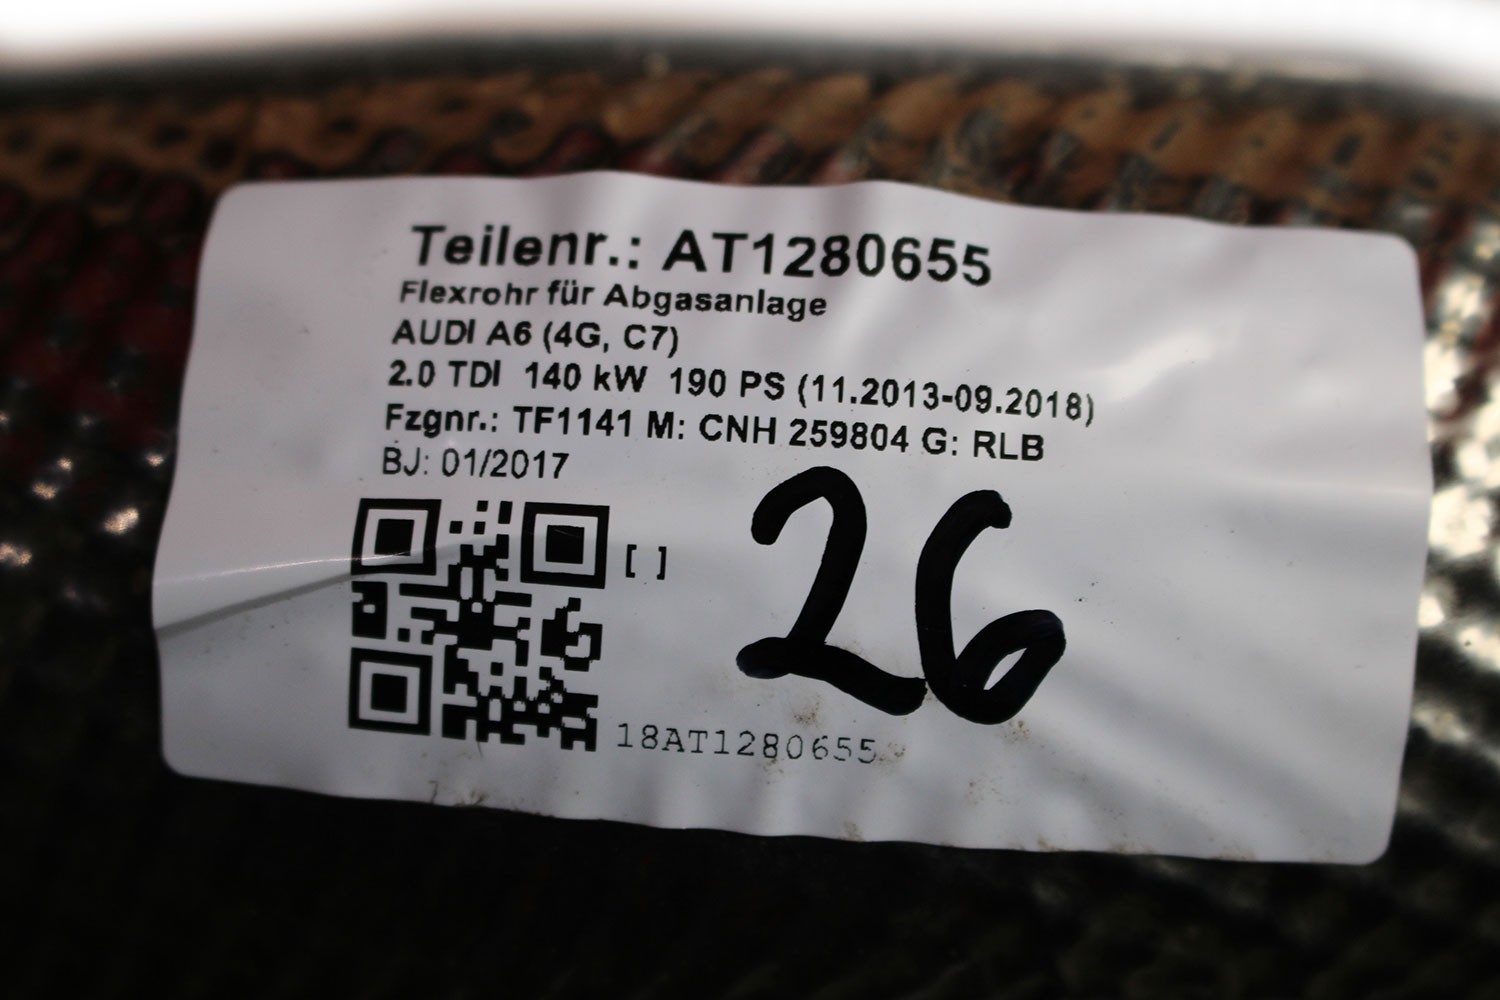 Teilenr.: AT1280655
Flexrohr für Abgasanlage
AUDI A6 (4G, C7)
2.0 TDI 140 kW 190 PS (11.2013-09.2018)
Fzgnr.: TF1141 M: CNH 259804 G: RLB
BJ: 01/2017
[ ]
26
18AT1280655